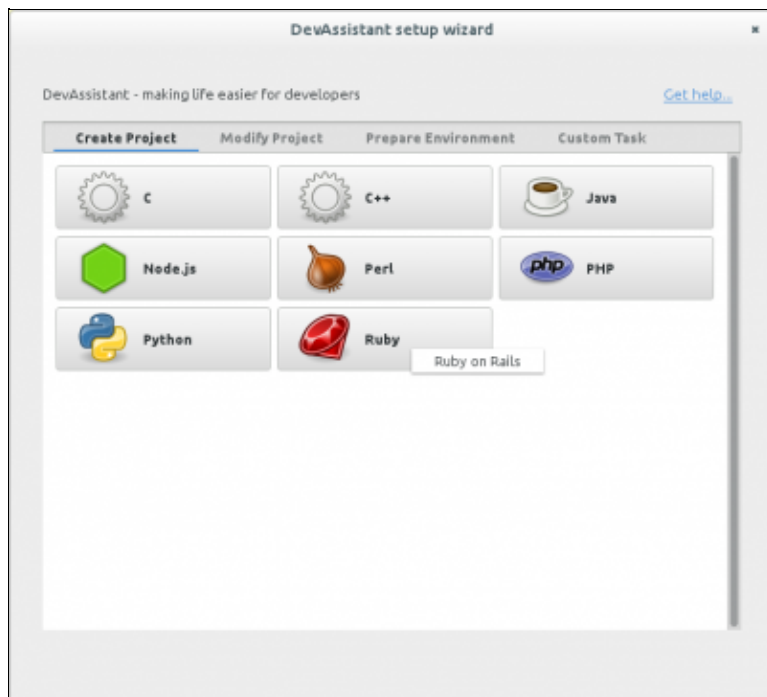 DevAssistant setup wizard
DevAssistant - making life easier for developers
Get help...
Create Project Modify Project Prepare Environment Custom Task
C C++ Java
Node.js Perl php PHP
Python Ruby
Ruby on Rails